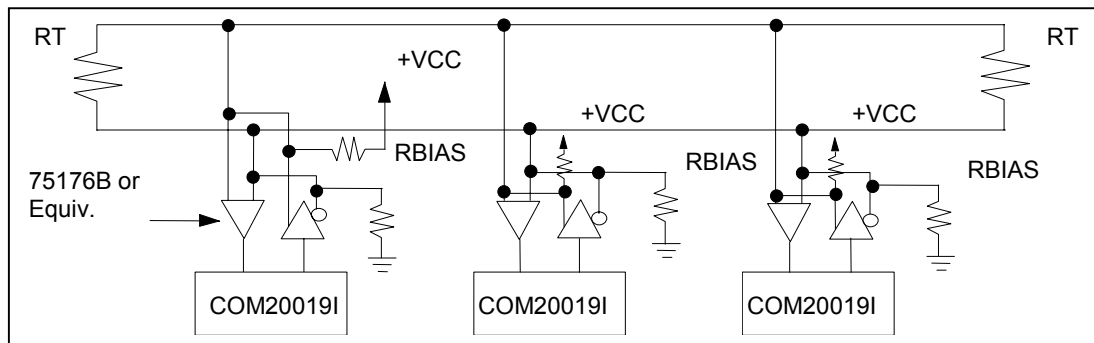 RT
RT
+VCC
+VCC
+VCC
RBIAS
RBIAS
RBIAS
75176B or
Equiv.
COM20019I
COM20019I
COM20019I